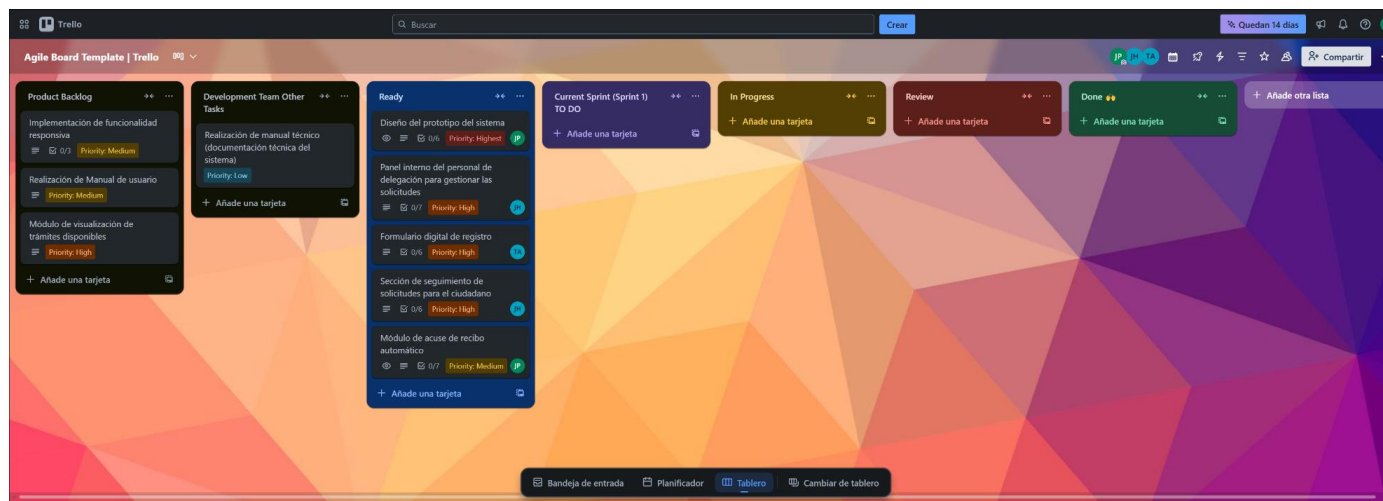 Trello
Buscar
Crear
Quedan 14 días
Agile Board Template | Trello
JP
JH
TA
Compartir
Product Backlog
Implementación de funcionalidad
responsiva
0/3 Priority: Medium
Realización de Manual de usuario
Priority: Medium
Módulo de visualización de
trámites disponibles
Priority: High
+ Añade una tarjeta
Development Team Other
Tasks
Realización de manual técnico
(documentación técnica del
sistema)
Priority: Low
+ Añade una tarjeta
Ready
Diseño del prototipo del sistema
0/6 Priority: Highest JP
Panel interno del personal de
delegación para gestionar las
solicitudes
0/7 Priority: High JH
Formulario digital de registro
0/6 Priority: High TA
Sección de seguimiento de
solicitudes para el ciudadano
0/6 Priority: High JH
Módulo de acuse de recibo
automático
0/7 Priority: Medium JP
+ Añade una tarjeta
Current Sprint (Sprint 1)
TO DO
+ Añade una tarjeta
In Progress
+ Añade una tarjeta
Review
+ Añade una tarjeta
Done 🙌
+ Añade una tarjeta
+ Añade otra lista
Bandeja de entrada
Planificador
Tablero
Cambiar de tablero